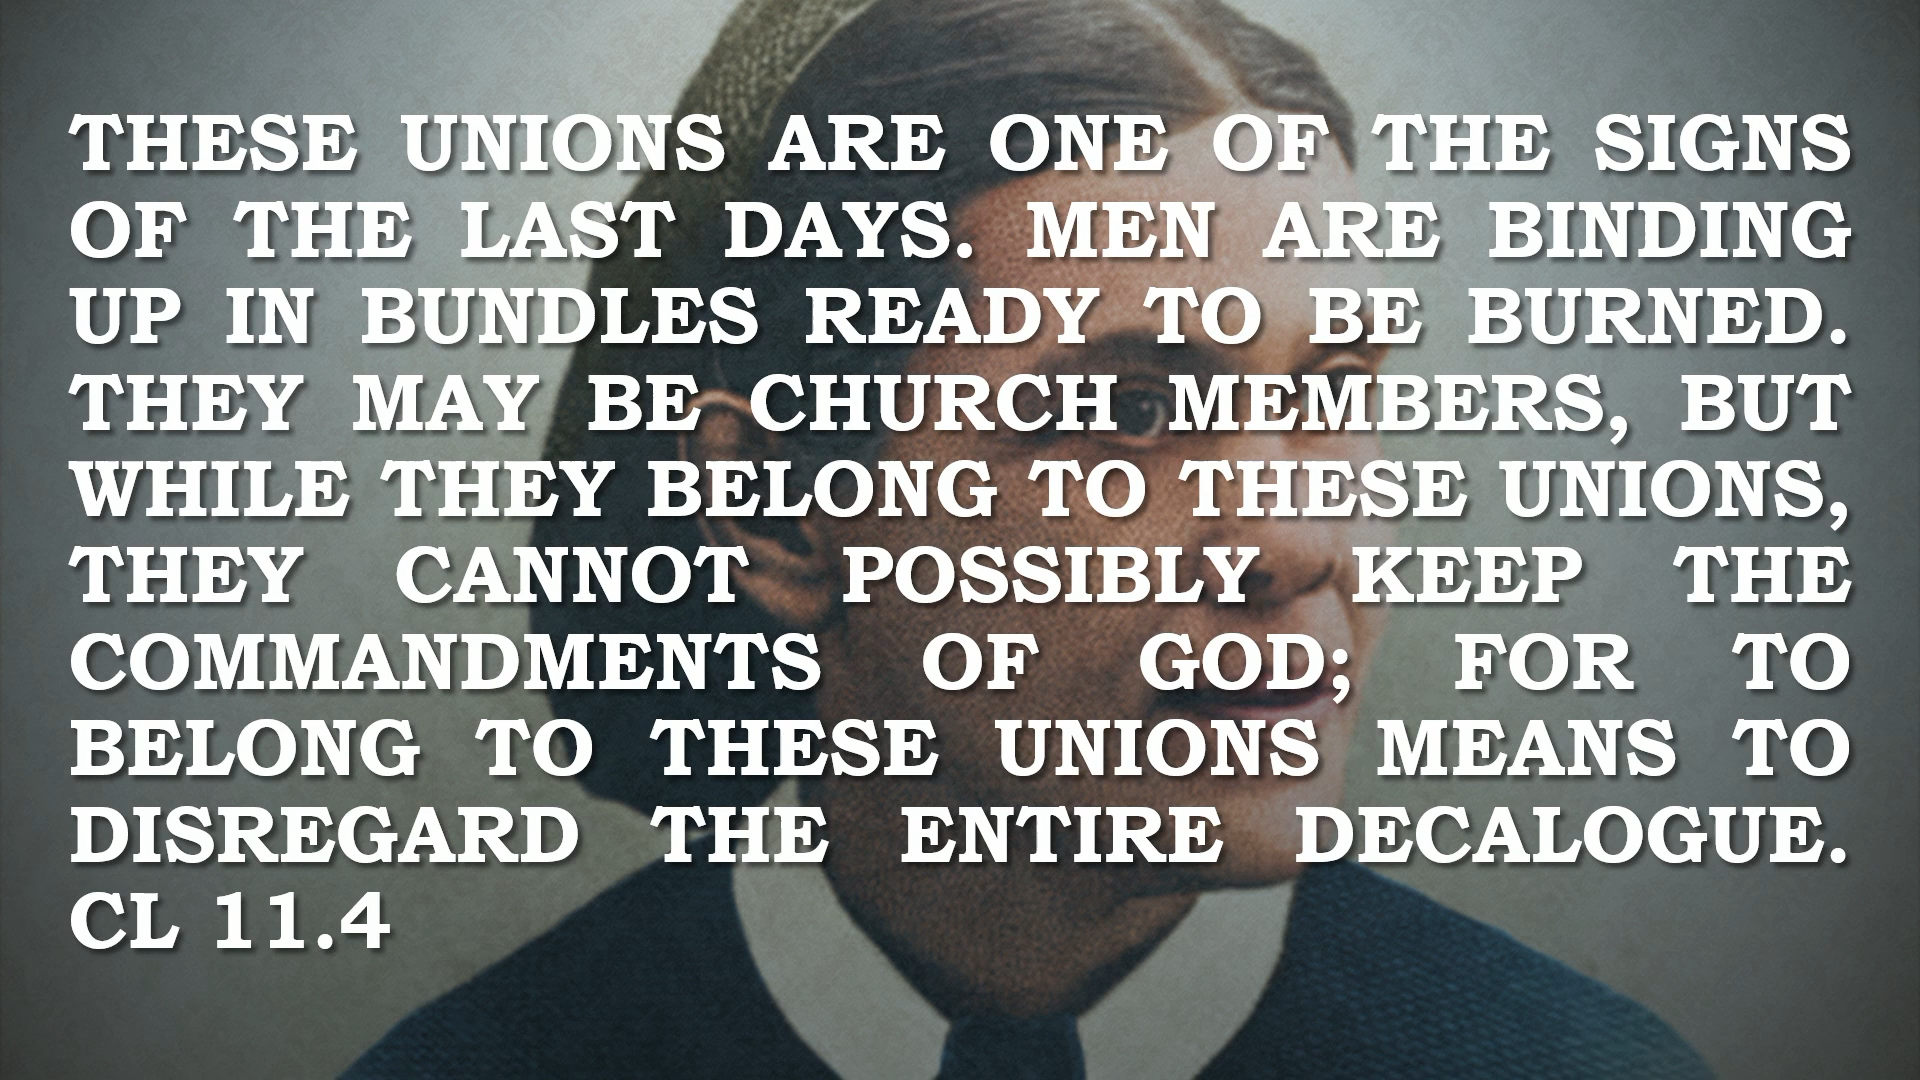 THESE UNIONS ARE ONE OF THE SIGNS
OF THE LAST DAYS. MEN ARE BINDING
UP IN BUNDLES READY TO BE BURNED.
THEY MAY BE CHURCH MEMBERS, BUT
WHILE THEY BELONG TO THESE UNIONS,
THEY CANNOT POSSIBLY KEEP THE
COMMANDMENTS OF GOD; FOR TO
BELONG TO THESE UNIONS MEANS TO
DISREGARD THE ENTIRE DECALOGUE.
CL 11.4